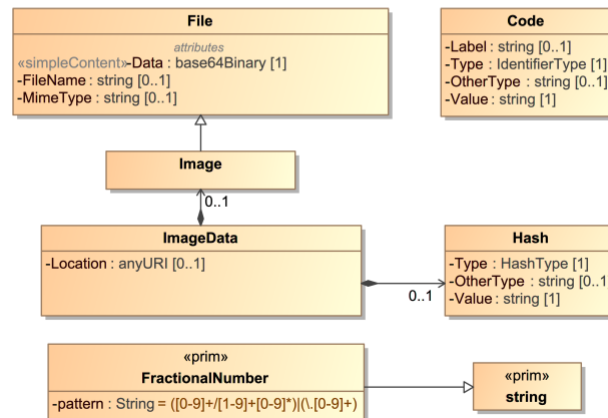 File
attributes
«simpleContent»-Data : base64Binary [1]
-FileName : string [0..1]
-MimeType : string [0..1]
Code
-Label : string [0..1]
-Type : IdentifierType [1]
-OtherType : string [0..1]
-Value : string [1]
Image
0..1
ImageData
-Location : anyURI [0..1]
0..1
Hash
-Type : HashType [1]
-OtherType : string [0..1
-Value : string [1]
«prim»
FractionalNumber
-pattern : String = ([0-9]+/[1-9]+[0-9]*)|(\.[0-9]+)
«prim»
string